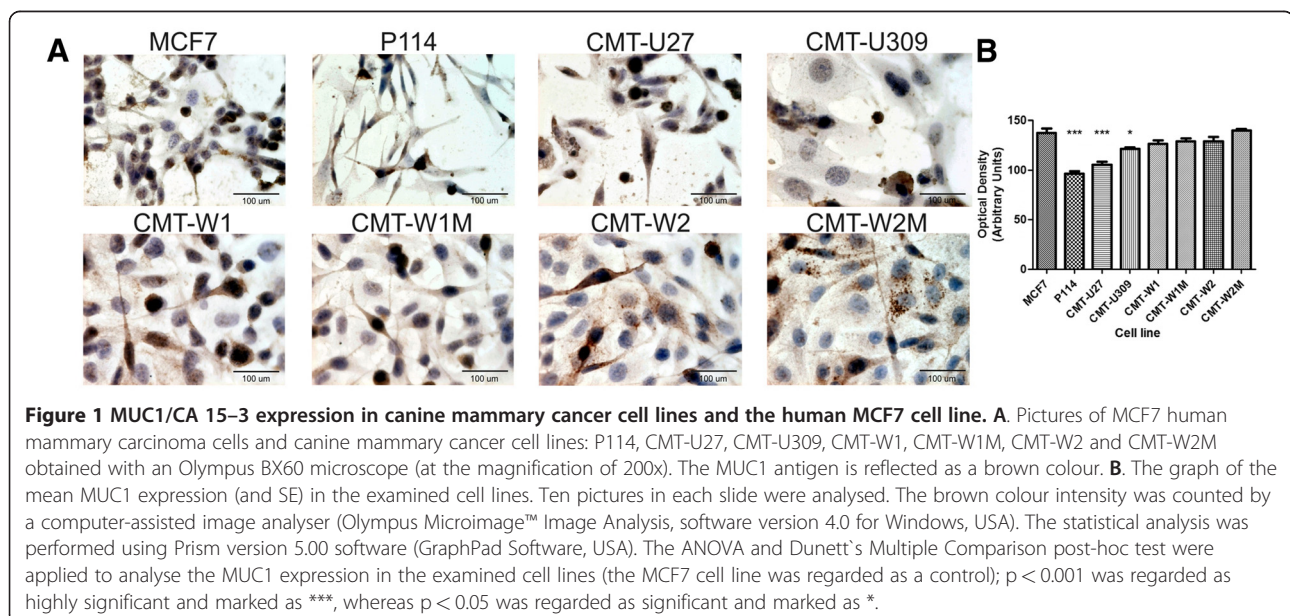 A
MCF7
P114
CMT-U27
CMT-U309
100 um
100 um
100 um
100 um
CMT-W1
CMT-W1M
CMT-W2
CMT-W2M
100 um
100 um
100 um
100 um
B
Optical Density
(Arbitrary Units)
150
100
50
0
***
***
*
MCF7
P114
CMT-U27
CMT-U309
CMT-W1
CMT-W1M
CMT-W2
CMT-W2M
Cell line
Figure 1 MUC1/CA 15–3 expression in canine mammary cancer cell lines and the human MCF7 cell line. A. Pictures of MCF7 human
mammary carcinoma cells and canine mammary cancer cell lines: P114, CMT-U27, CMT-U309, CMT-W1, CMT-W1M, CMT-W2 and CMT-W2M
obtained with an Olympus BX60 microscope (at the magnification of 200x). The MUC1 antigen is reflected as a brown colour. B. The graph of the
mean MUC1 expression (and SE) in the examined cell lines. Ten pictures in each slide were analysed. The brown colour intensity was counted by
a computer-assisted image analyser (Olympus Microimage™ Image Analysis, software version 4.0 for Windows, USA). The statistical analysis was
performed using Prism version 5.00 software (GraphPad Software, USA). The ANOVA and Dunett`s Multiple Comparison post-hoc test were
applied to analyse the MUC1 expression in the examined cell lines (the MCF7 cell line was regarded as a control); p < 0.001 was regarded as
highly significant and marked as ***, whereas p < 0.05 was regarded as significant and marked as *.